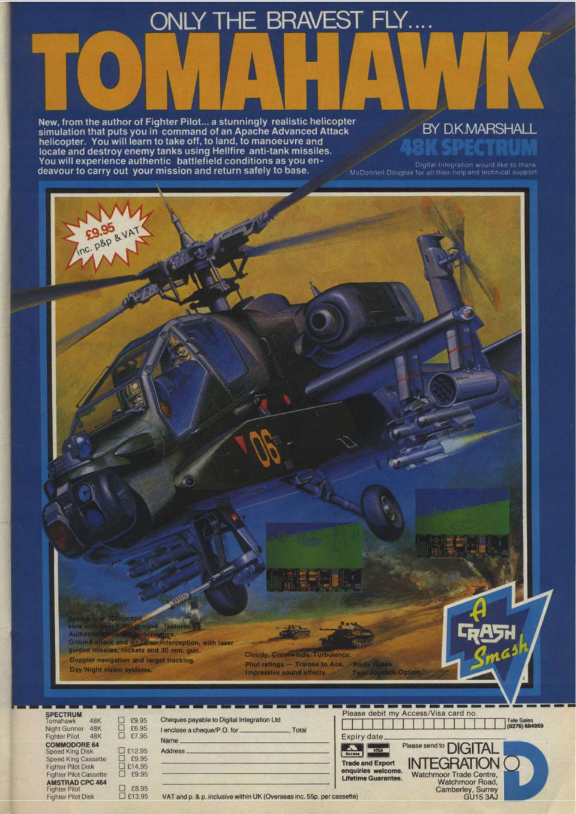 ONLY THE BRAVEST FLY....
TOMAHAWK
New, from the author of Fighter Pilot... a stunningly realistic helicopter
simulation that puts you in command of an Apache Advanced Attack
helicopter. You will learn to take off, to land, to manoeuvre and
locate and destroy enemy tanks using Hellfire anti-tank missiles.
You will experience authentic battlefield conditions as you en-
deavour to carry out your mission and return safely to base.
BY D.K.MARSHALL
48K SPECTRUM
Digital Integration would like to thank
McDonnell Douglas for all their help and technical support
£9.95
inc. p&p & VAT
06
features
Authentic
Ground attack and interception, with laser
guided missiles, rockets and 30 mm. gun.
Doppler navigation and target tracking.
Day/Night vision systems.
Cloudy, Crosswinds, Turbulence.
Pilot ratings — Trainee to Ace.
Impressive sound effects.
Pilots Notes.
Joystick Option.
A
CRASH
Smash
SPECTRUM
Tomahawk 48K £9.95
Night Gunner 48K £6.95
Fighter Pilot 48K £7.95
COMMODORE 64
Speed King Disk £12.95
Speed King Cassette £9.95
Fighter Pilot Disk £14.95
Fighter Pilot Cassette £9.95
AMSTRAD CPC 464
Fighter Pilot £8.95
Fighter Pilot Disk £13.95
Cheques payable to Digital Integration Ltd
I enclose a cheque/P.O. for Total
Name
Address
VAT and p. & p. inclusive within UK (Overseas inc. 55p. per cassette)
Please debit my Access/Visa card no.
Expiry date
Tele Sales
(0276) 684959
Access VISA
Trade and Export
enquiries welcome.
Lifetime Guarantee.
Please send to DIGITAL
INTEGRATION
Watchmoor Trade Centre,
Watchmoor Road,
Camberley, Surrey
GU15 3AJ